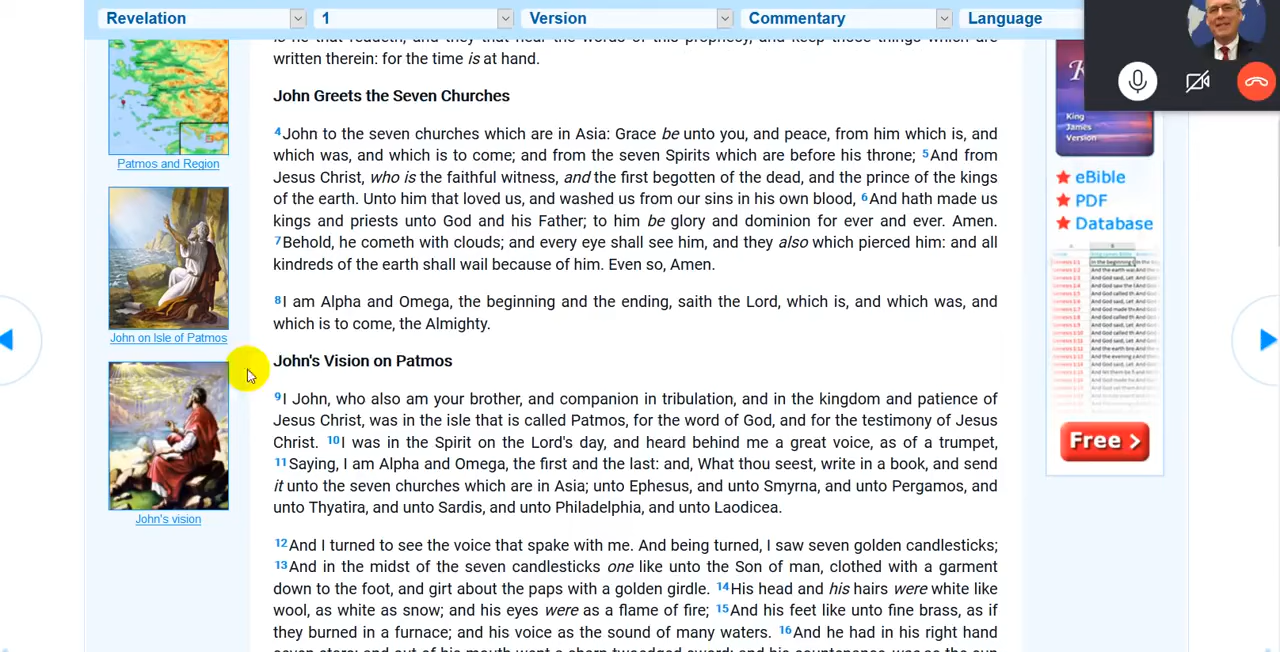 Revelation 1 Version Commentary Language
is he that readeth, and they that hear the words of this prophecy, and keep those things which are
written therein: for the time is at hand.
John Greets the Seven Churches
4John to the seven churches which are in Asia: Grace be unto you, and peace, from him which is, and
which was, and which is to come; and from the seven Spirits which are before his throne; 5And from
Jesus Christ, who is the faithful witness, and the first begotten of the dead, and the prince of the kings
of the earth. Unto him that loved us, and washed us from our sins in his own blood, 6And hath made us
kings and priests unto God and his Father; to him be glory and dominion for ever and ever. Amen.
7Behold, he cometh with clouds; and every eye shall see him, and they also which pierced him: and all
kindreds of the earth shall wail because of him. Even so, Amen.
8I am Alpha and Omega, the beginning and the ending, saith the Lord, which is, and which was, and
which is to come, the Almighty.
John's Vision on Patmos
9I John, who also am your brother, and companion in tribulation, and in the kingdom and patience of
Jesus Christ, was in the isle that is called Patmos, for the word of God, and for the testimony of Jesus
Christ. 10I was in the Spirit on the Lord's day, and heard behind me a great voice, as of a trumpet,
11Saying, I am Alpha and Omega, the first and the last: and, What thou seest, write in a book, and send
it unto the seven churches which are in Asia; unto Ephesus, and unto Smyrna, and unto Pergamos, and
unto Thyatira, and unto Sardis, and unto Philadelphia, and unto Laodicea.
12And I turned to see the voice that spake with me. And being turned, I saw seven golden candlesticks;
13And in the midst of the seven candlesticks one like unto the Son of man, clothed with a garment
down to the foot, and girt about the paps with a golden girdle. 14His head and his hairs were white like
wool, as white as snow; and his eyes were as a flame of fire; 15And his feet like unto fine brass, as if
they burned in a furnace; and his voice as the sound of many waters. 16And he had in his right hand
Patmos and Region
John on Isle of Patmos
John's vision
King
James
Version
eBible
PDF
Database
Free >